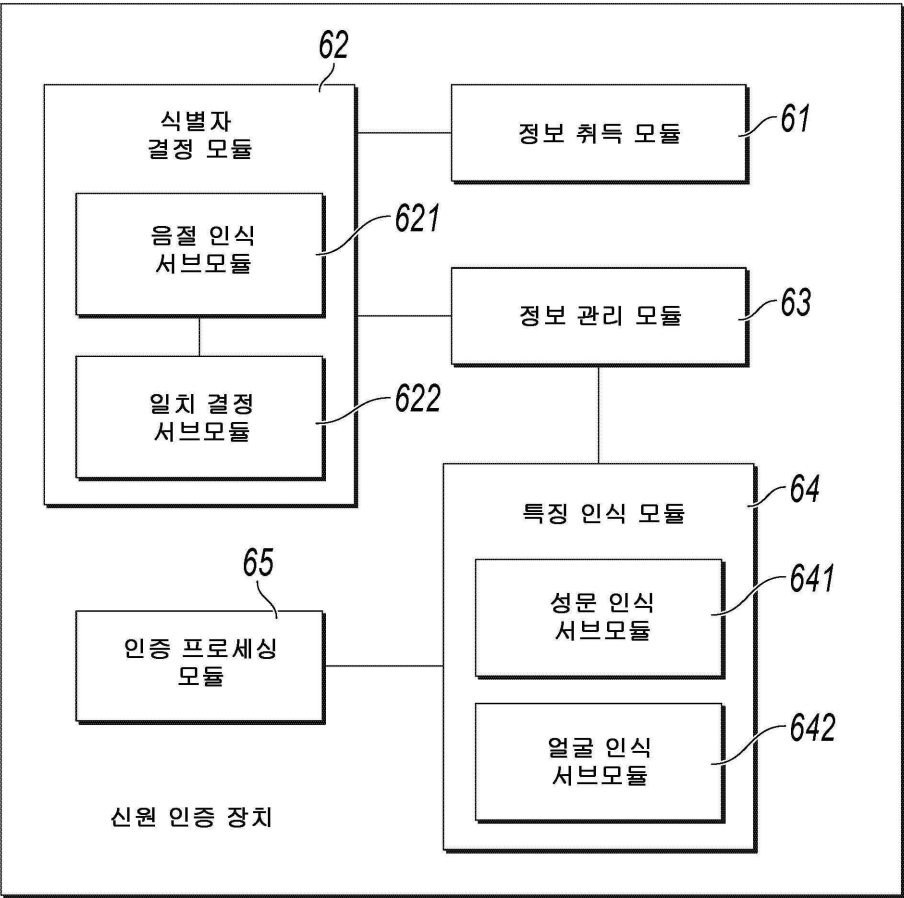 62
식별자
결정 모듈
정보 취득 모듈
61
음절 인식
서브모듈
621
정보 관리 모듈
63
일치 결정
서브모듈
622
특징 인식 모듈
64
65
인증 프로세싱
모듈
성문 인식
서브모듈
641
얼굴 인식
서브모듈
642
신원 인증 장치